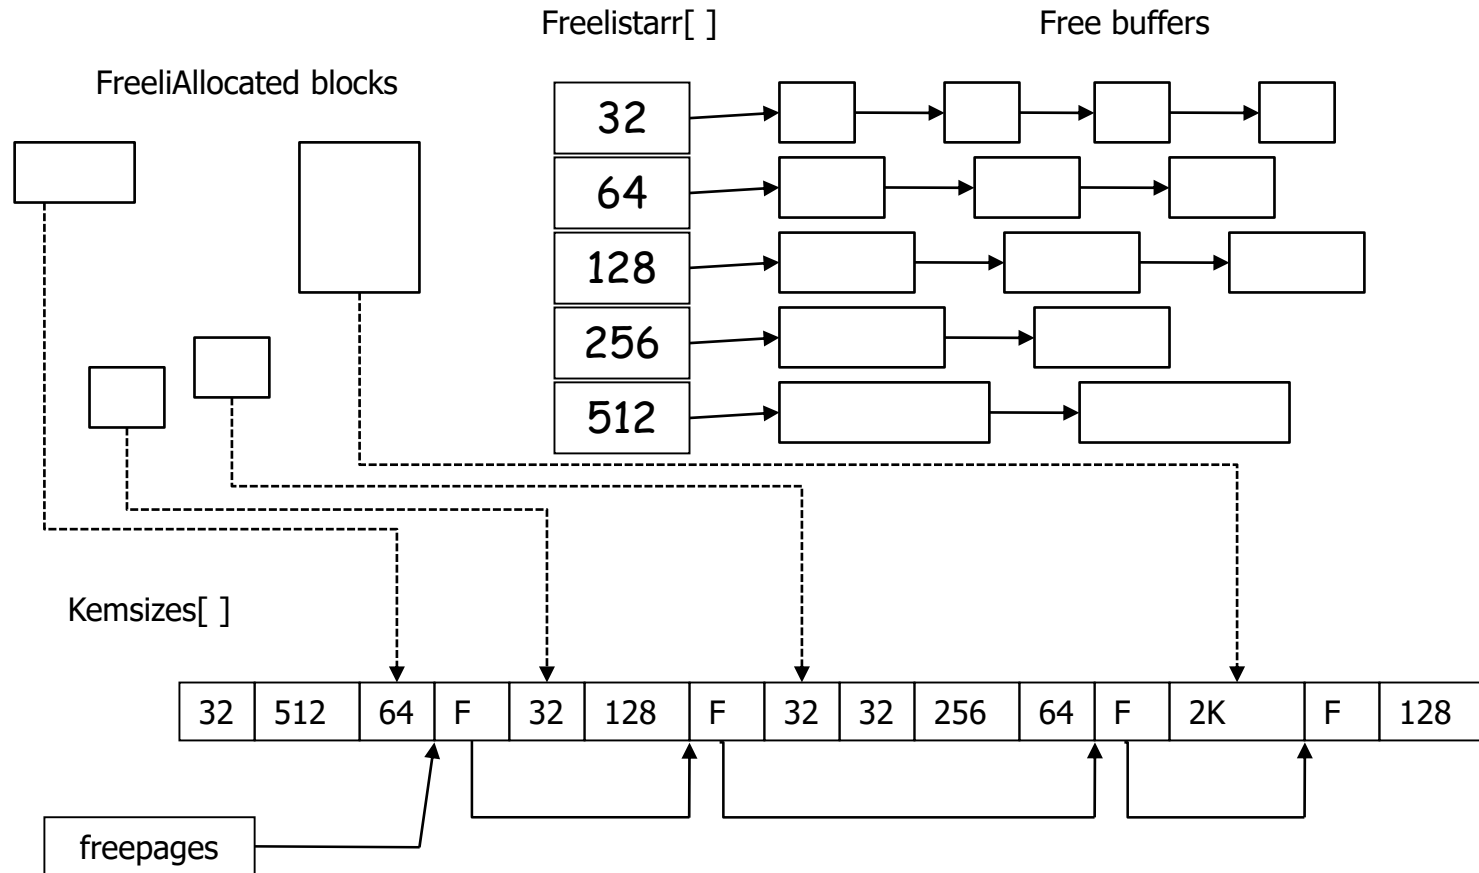 Freelistarr[ ] Free buffers
FreeliAllocated blocks
32
64
128
256
512
Kemsizes[ ]
32 512 64 F 32 128 F 32 32 256 64 F 2K F 128
freepages